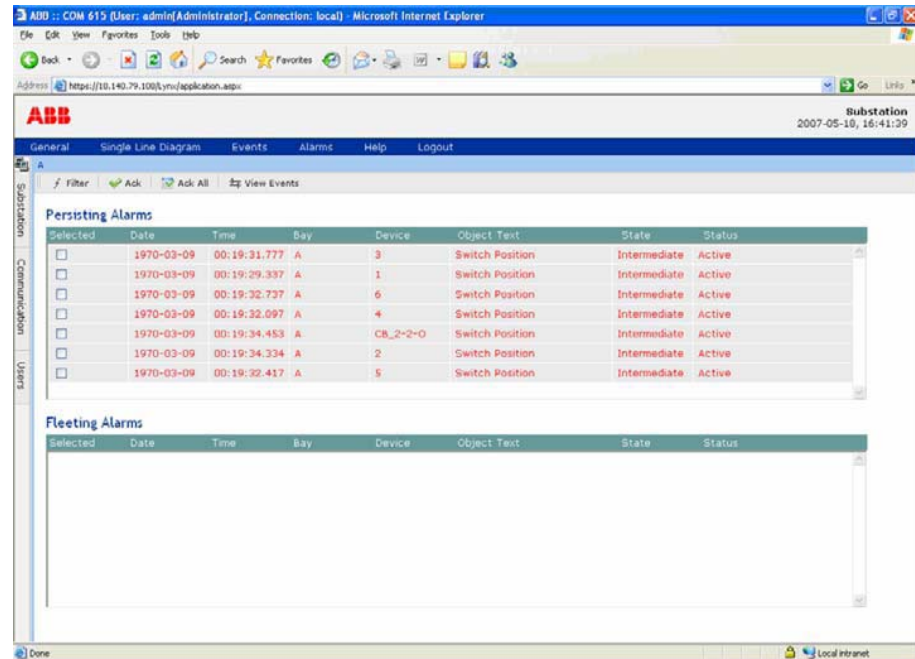 ABB :: COM 615 (User: admin[Administrator], Connection: local) - Microsoft Internet Explorer
File Edit View Favorites Tools Help
Back Search Favorites
Address https://10.140.79.100/Lynx/application.aspx Go Links
ABB
Substation
2007-05-10, 16:41:39
General Single Line Diagram Events Alarms Help Logout
A
Filter Ack Ack All View Events
Substation
Communication
Users
Persisting Alarms
Selected Date Time Bay Device Object Text State Status
1970-03-09 00:19:31.777 A 3 Switch Position Intermediate Active
1970-03-09 00:19:29.337 A 1 Switch Position Intermediate Active
1970-03-09 00:19:32.737 A 6 Switch Position Intermediate Active
1970-03-09 00:19:32.097 A 4 Switch Position Intermediate Active
1970-03-09 00:19:34.453 A CB_2-2-O Switch Position Intermediate Active
1970-03-09 00:19:34.334 A 2 Switch Position Intermediate Active
1970-03-09 00:19:32.417 A 5 Switch Position Intermediate Active
Fleeting Alarms
Selected Date Time Bay Device Object Text State Status
Done Local intranet